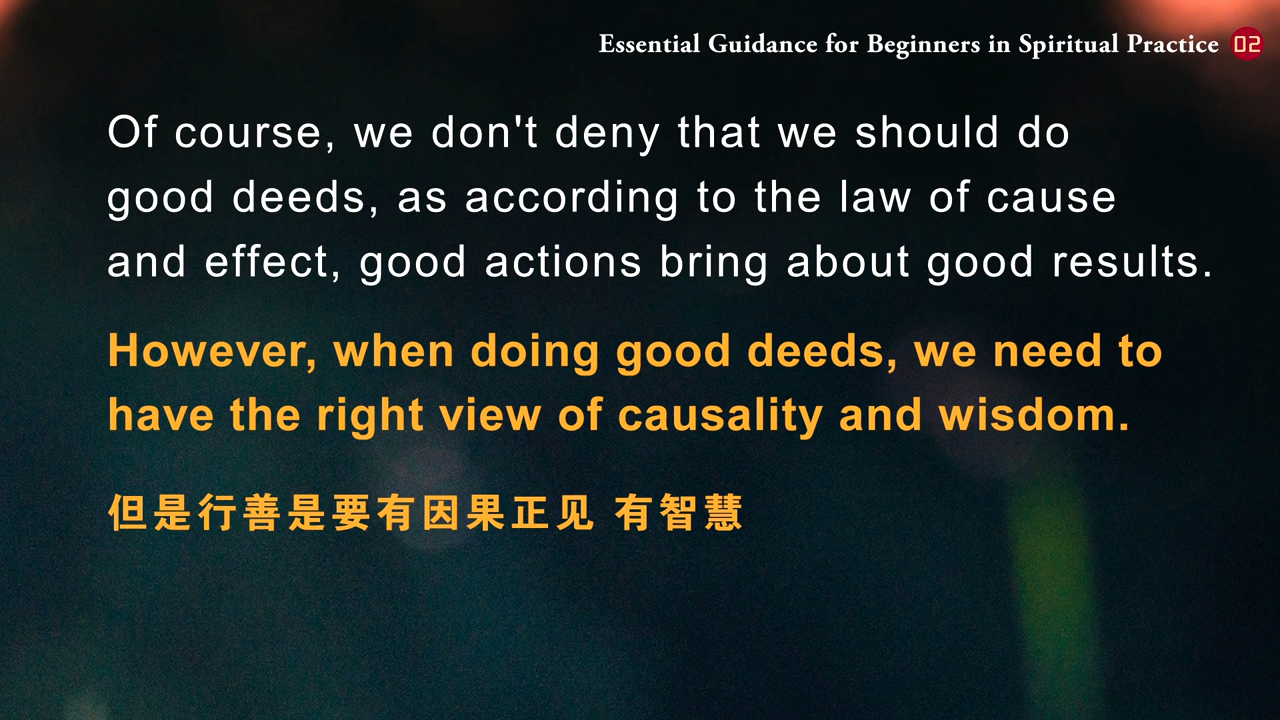 Essential Guidance for Beginners in Spiritual Practice 02
Of course, we don't deny that we should do
good deeds, as according to the law of cause
and effect, good actions bring about good results.
However, when doing good deeds, we need to
have the right view of causality and wisdom.
但是行善是要有因果正见 有智慧